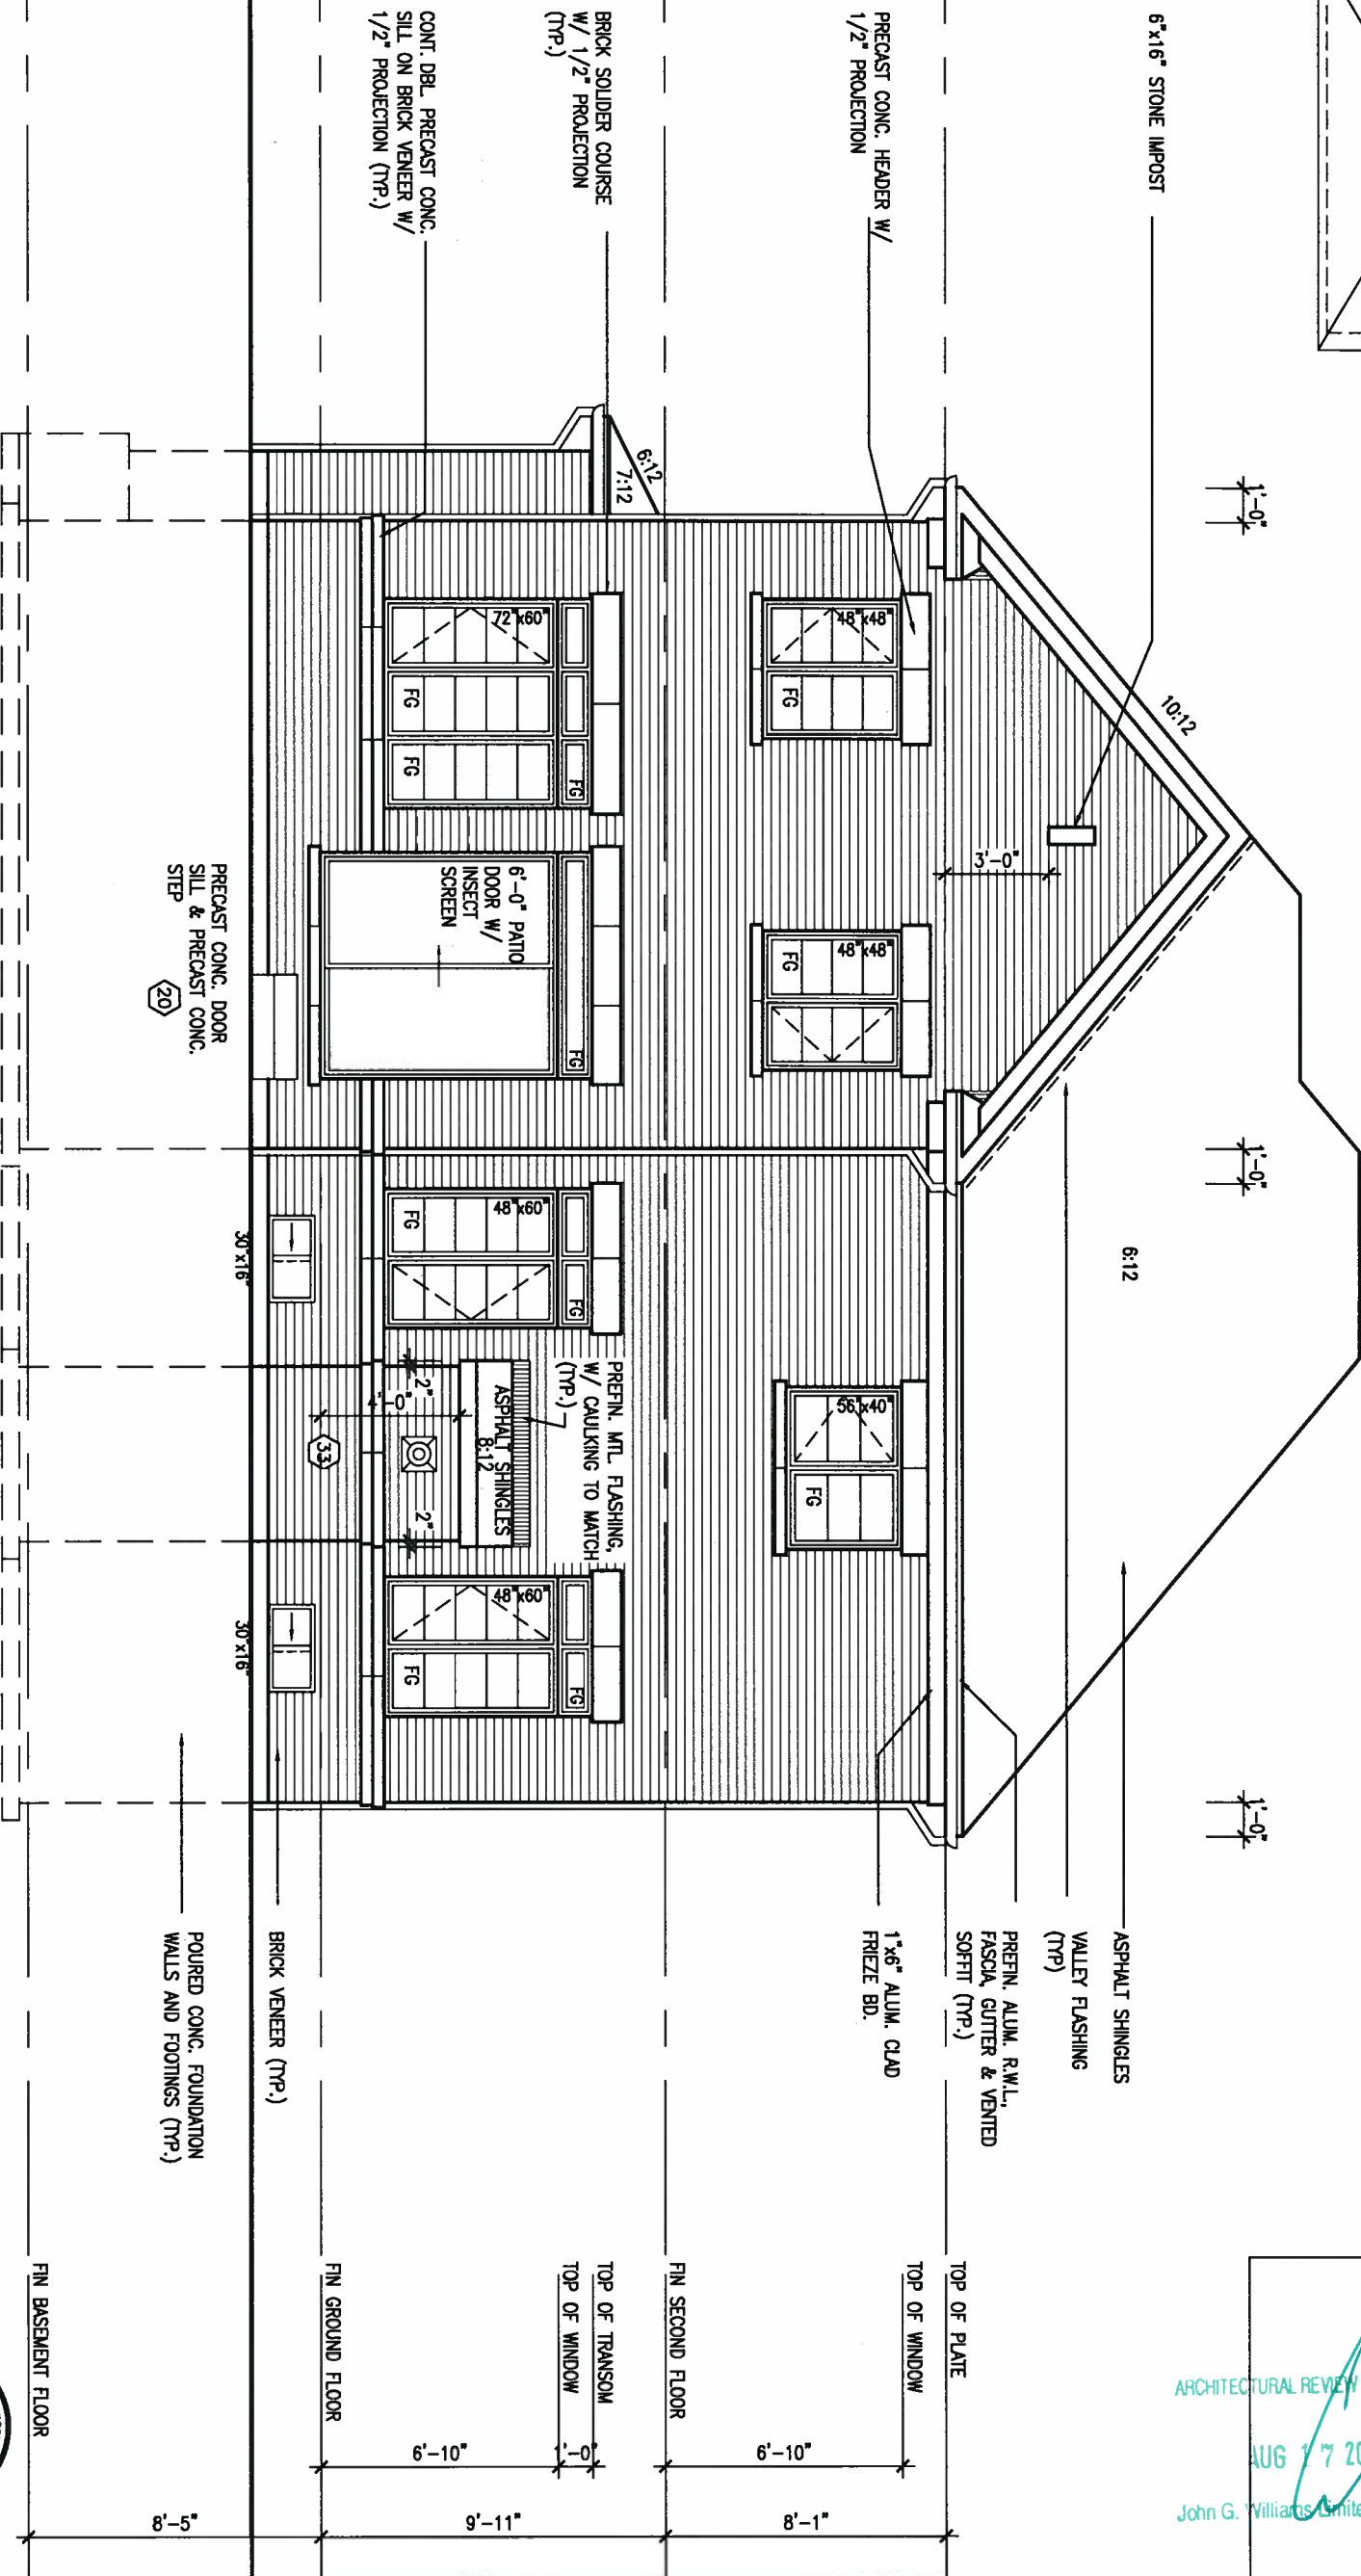 6"x16" STONE IMPOST
PRECAST CONC. HEADER W/
1/2" PROJECTION
BRICK SOLIDER COURSE
W/ 1/2" PROJECTION
(TYP.)
CONT. DBL. PRECAST CONC.
SILL ON BRICK VENEER W/
1/2" PROJECTION (TYP.)
1'-0"
1'-0"
1'-0"
10:12
6:12
3'-0"
6:12
7:12
48"x48"
FG
48"x48"
FG
56"x40"
FG
72"x60"
FG
FG
FG
6'-0" PATIO
DOOR W/
INSECT
SCREEN
FG
48"x60"
FG
FG
PREFIN. MTL. FLASHING,
W/ CAULKING TO MATCH
(TYP.)
ASPHALT SHINGLES
8:12
2"
4'-0"
2"
33
48"x60"
FG
FG
30"x16"
30"x16"
PRECAST CONC. DOOR
SILL & PRECAST CONC.
STEP
20
ASPHALT SHINGLES
VALLEY FLASHING
(TYP)
PREFIN. ALUM. R.W.L.,
FASCIA, GUTTER & VENTED
SOFFIT (TYP.)
1"x6" ALUM. CLAD
FRIEZE BD.
BRICK VENEER (TYP.)
POURED CONC. FOUNDATION
WALLS AND FOOTINGS (TYP.)
TOP OF PLATE
TOP OF WINDOW
FIN SECOND FLOOR
TOP OF TRANSOM
TOP OF WINDOW
FIN GROUND FLOOR
FIN BASEMENT FLOOR
6'-10"
1'-0"
6'-10"
8'-1"
9'-11"
8'-5"
ARCHITECTURAL REVIEW
AUG 17 20
John G. Williams Limite